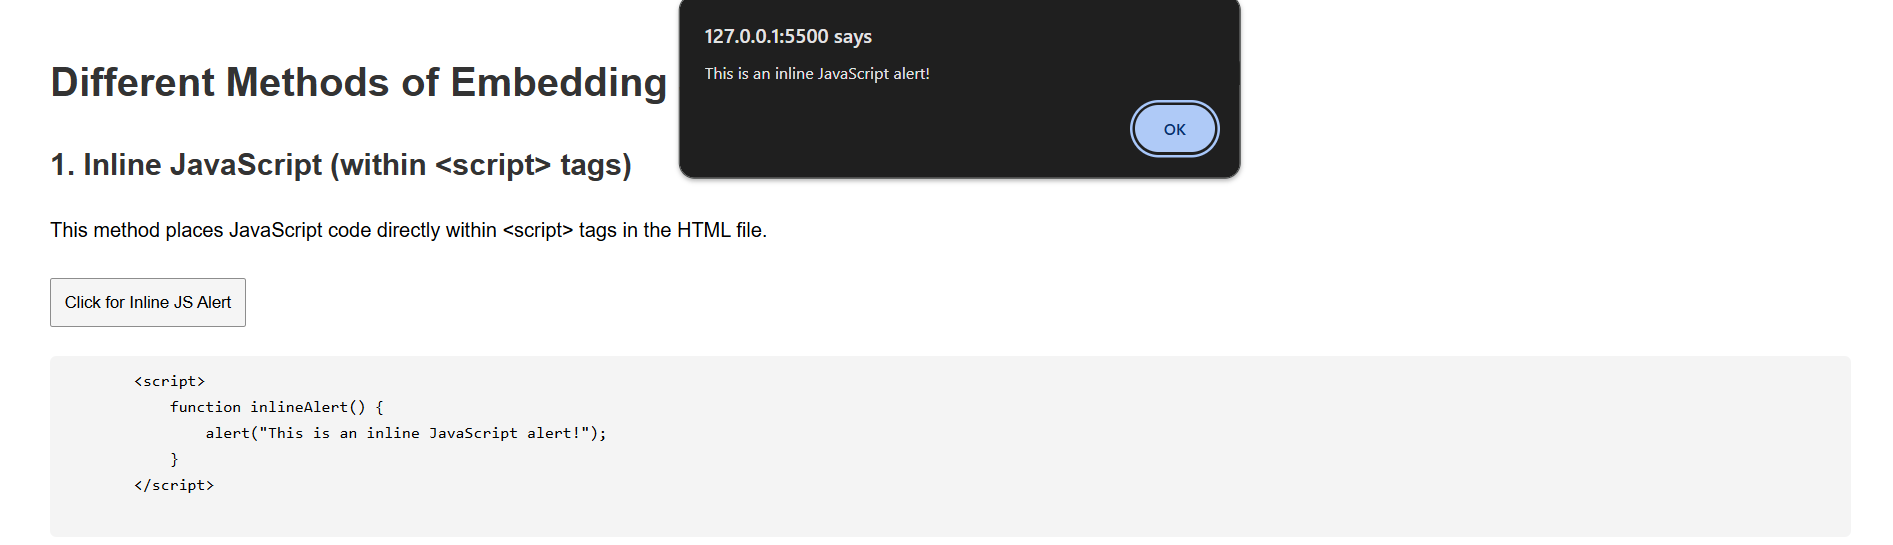 127.0.0.1:5500 says
This is an inline JavaScript alert!
OK
Different Methods of Embedding
1. Inline JavaScript (within <script> tags)
This method places JavaScript code directly within <script> tags in the HTML file.
Click for Inline JS Alert
<script>
function inlineAlert() {
alert("This is an inline JavaScript alert!");
}
</script>